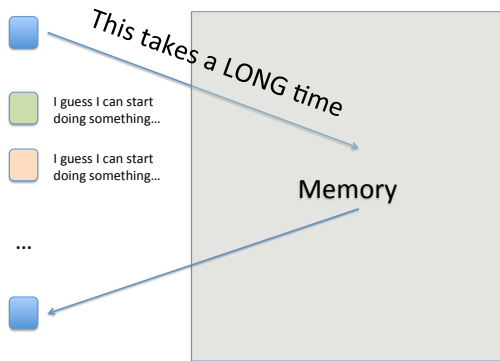 This takes a LONG time
I guess I can start
doing something...
I guess I can start
doing something...
Memory
...